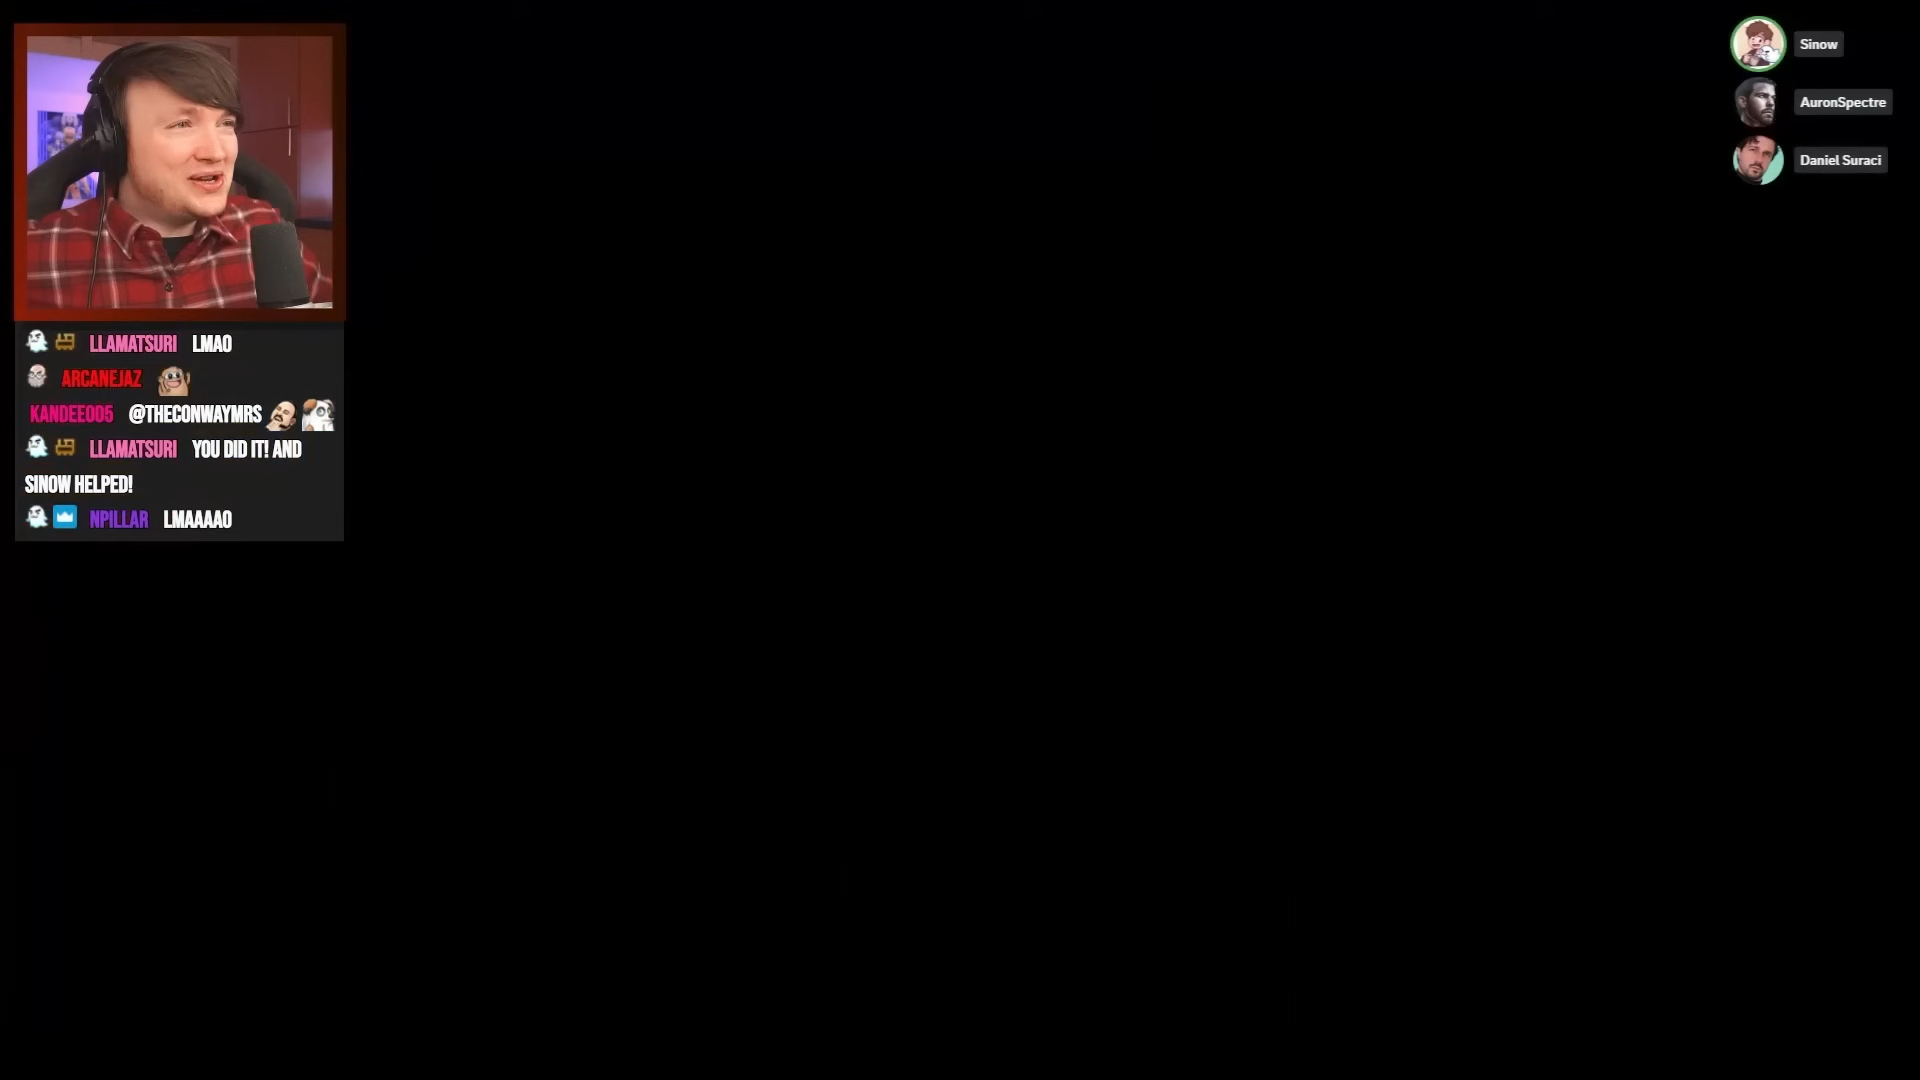 LLAMATSURI LMAO
ARCANEJAZ
KANDEE005 @THECONWAYMRS
LLAMATSURI YOU DID IT! AND
SINOW HELPED!
NPILLAR LMAAAAO
Sinow
AuronSpectre
Daniel Suraci